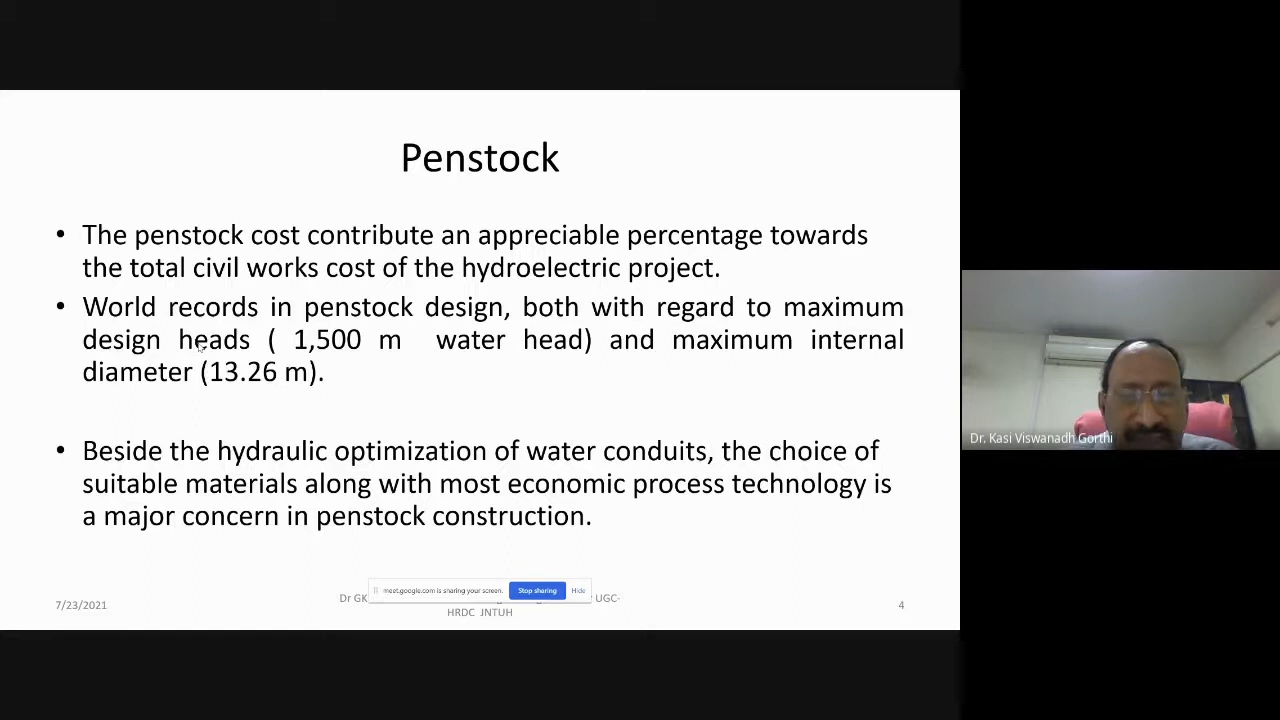 Penstock
• The penstock cost contribute an appreciable percentage towards
the total civil works cost of the hydroelectric project.
• World records in penstock design, both with regard to maximum
design heads ( 1,500 m water head) and maximum internal
diameter (13.26 m).
• Beside the hydraulic optimization of water conduits, the choice of
suitable materials along with most economic process technology is
a major concern in penstock construction.
meet.google.com is sharing your screen. Stop sharing Hide
7/23/2021
Dr GK UGC-
HRDC JNTUH
4
Dr. Kasi Viswanadh Gorthi